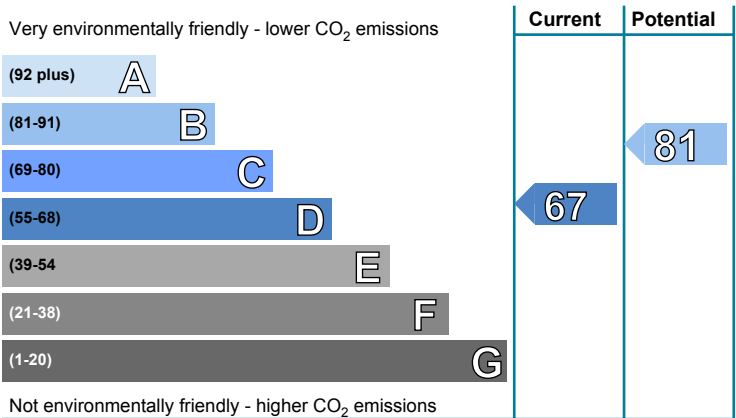 Very environmentally friendly - lower CO2 emissions
Current
Potential
(92 plus) A
(81-91) B
81
(69-80) C
67
(55-68) D
(39-54 E
(21-38) F
(1-20) G
Not environmentally friendly - higher CO2 emissions